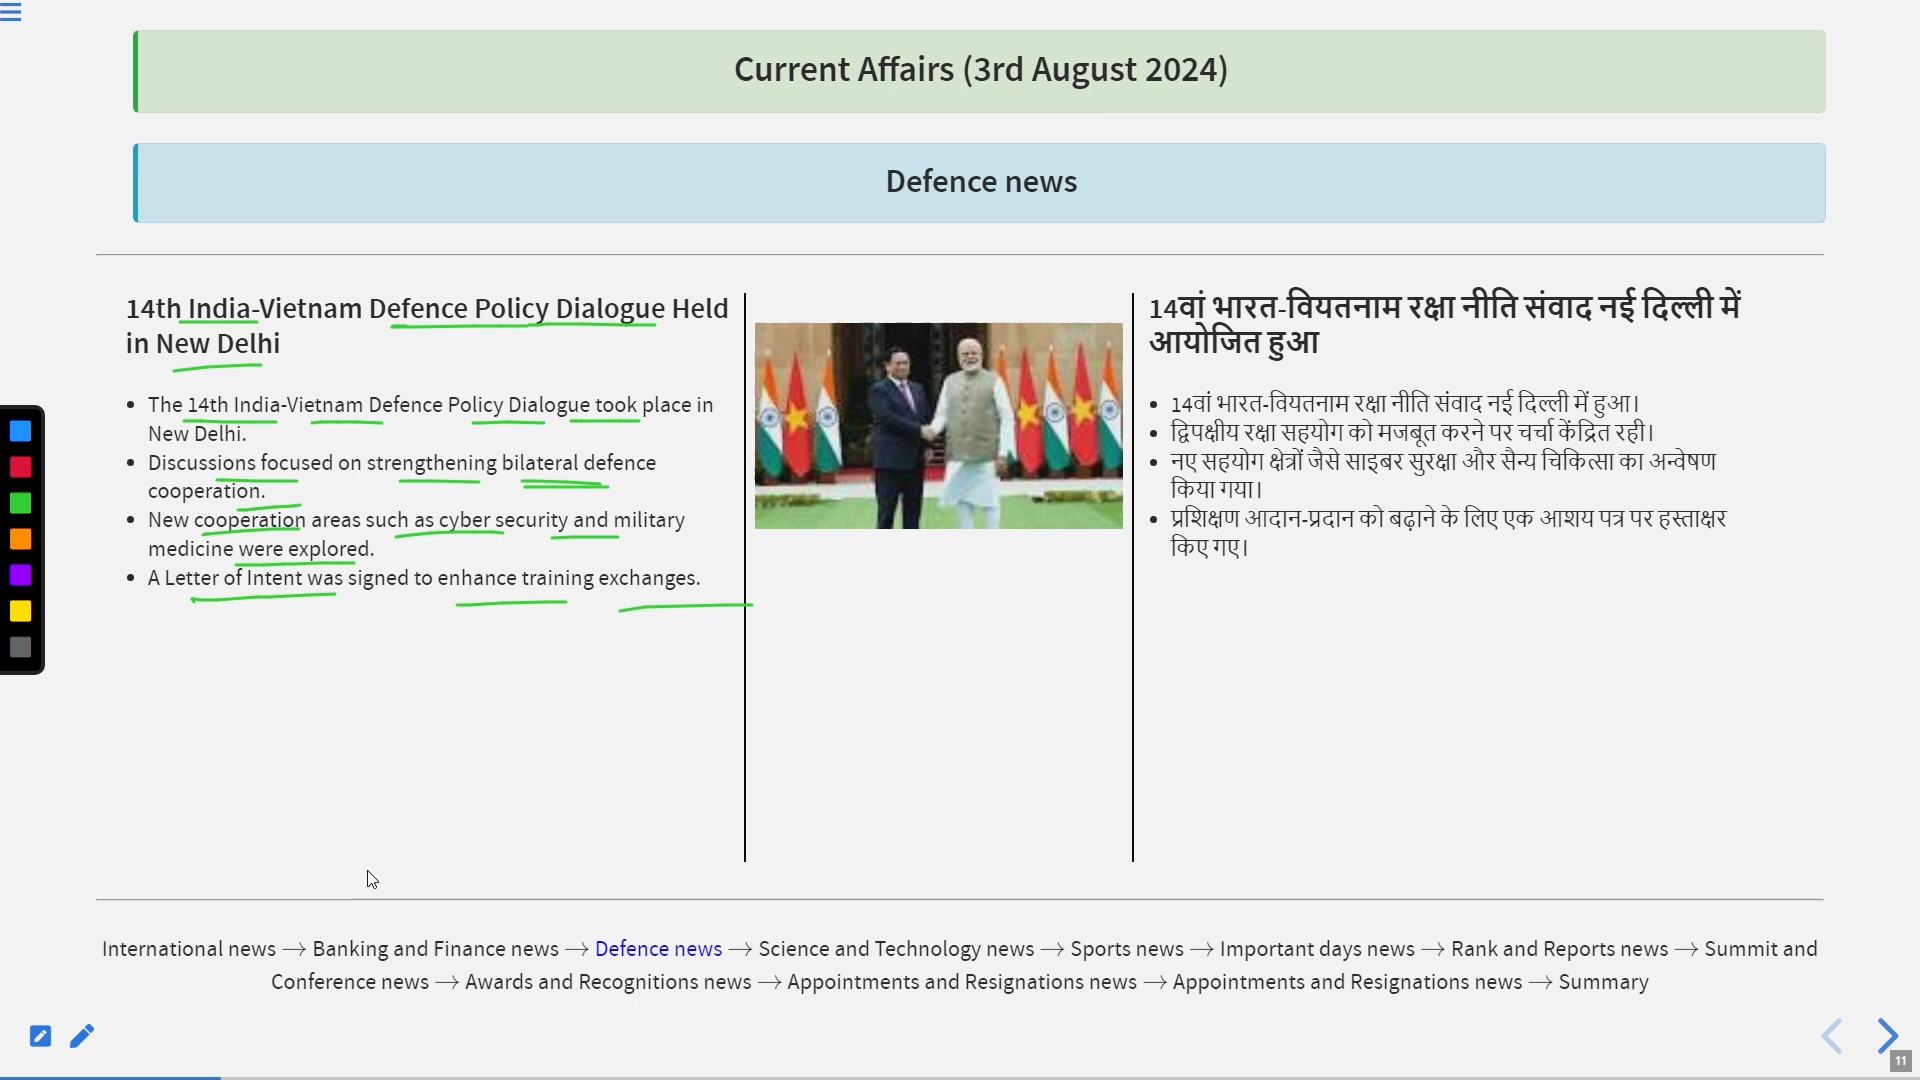 Current Affairs (3rd August 2024)
Defence news
14th India-Vietnam Defence Policy Dialogue Held
in New Delhi
The 14th India-Vietnam Defence Policy Dialogue took place in
New Delhi.
Discussions focused on strengthening bilateral defence
cooperation.
New cooperation areas such as cyber security and military
medicine were explored.
A Letter of Intent was signed to enhance training exchanges.
14वां भारत-वियतनाम रक्षा नीति संवाद नई दिल्ली में
आयोजित हुआ
14वां भारत-वियतनाम रक्षा नीति संवाद नई दिल्ली में हुआ।
द्विपक्षीय रक्षा सहयोग को मजबूत करने पर चर्चा केंद्रित रही।
नए सहयोग क्षेत्रों जैसे साइबर सुरक्षा और सैन्य चिकित्सा का अन्वेषण
किया गया।
प्रशिक्षण आदान-प्रदान को बढ़ाने के लिए एक आशय पत्र पर हस्ताक्षर
किए गए।
International news → Banking and Finance news → Defence news → Science and Technology news → Sports news → Important days news → Rank and Reports news → Summit and
Conference news → Awards and Recognitions news → Appointments and Resignations news → Appointments and Resignations news → Summary
11